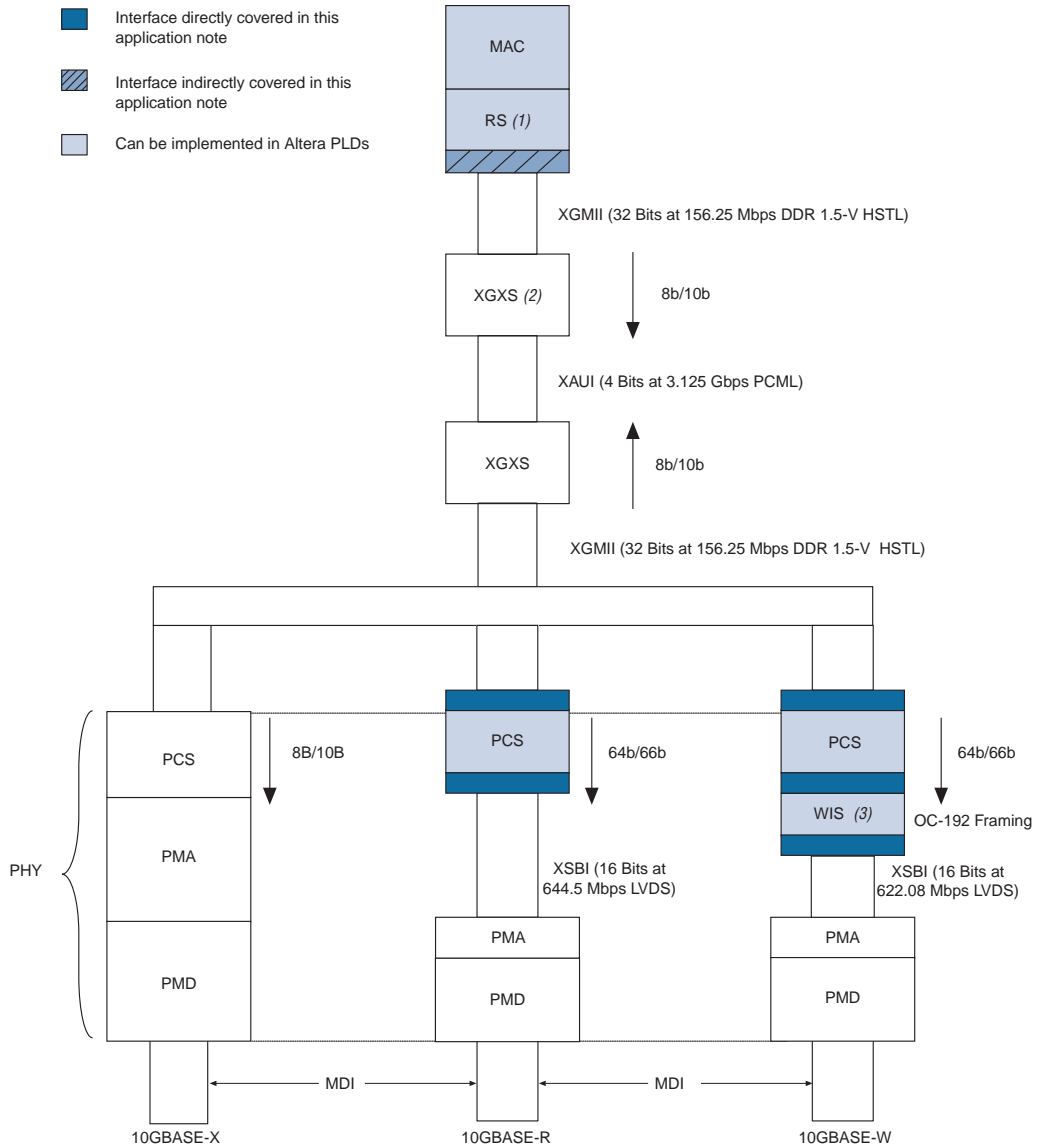 Interface directly covered in this
application note
Interface indirectly covered in this
application note
Can be implemented in Altera PLDs
MAC
RS (1)
XGMII (32 Bits at 156.25 Mbps DDR 1.5-V HSTL)
XGXS (2)
8b/10b
XAUI (4 Bits at 3.125 Gbps PCML)
XGXS
8b/10b
XGMII (32 Bits at 156.25 Mbps DDR 1.5-V HSTL)
PHY
PCS
8B/10B
PMA
PMD
PCS
64b/66b
XSBI (16 Bits at
644.5 Mbps LVDS)
PMA
PMD
PCS
64b/66b
WIS (3)
OC-192 Framing
XSBI (16 Bits at
622.08 Mbps LVDS)
PMA
PMD
MDI
MDI
10GBASE-X
10GBASE-R
10GBASE-W